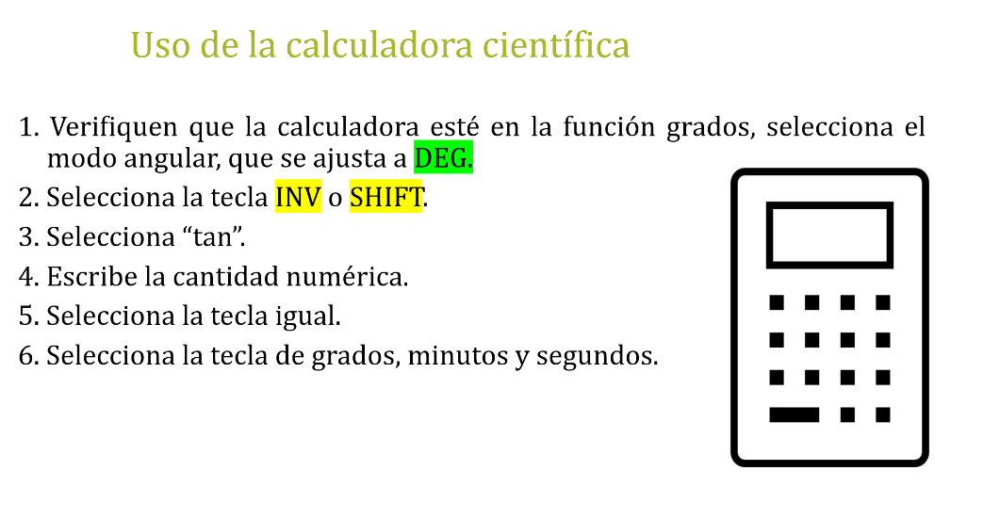 Uso de la calculadora científica
1. Verifiquen que la calculadora esté en la función grados, selecciona el
modo angular, que se ajusta a DEG.
2. Selecciona la tecla INV o SHIFT.
3. Selecciona “tan”.
4. Escribe la cantidad numérica.
5. Selecciona la tecla igual.
6. Selecciona la tecla de grados, minutos y segundos.